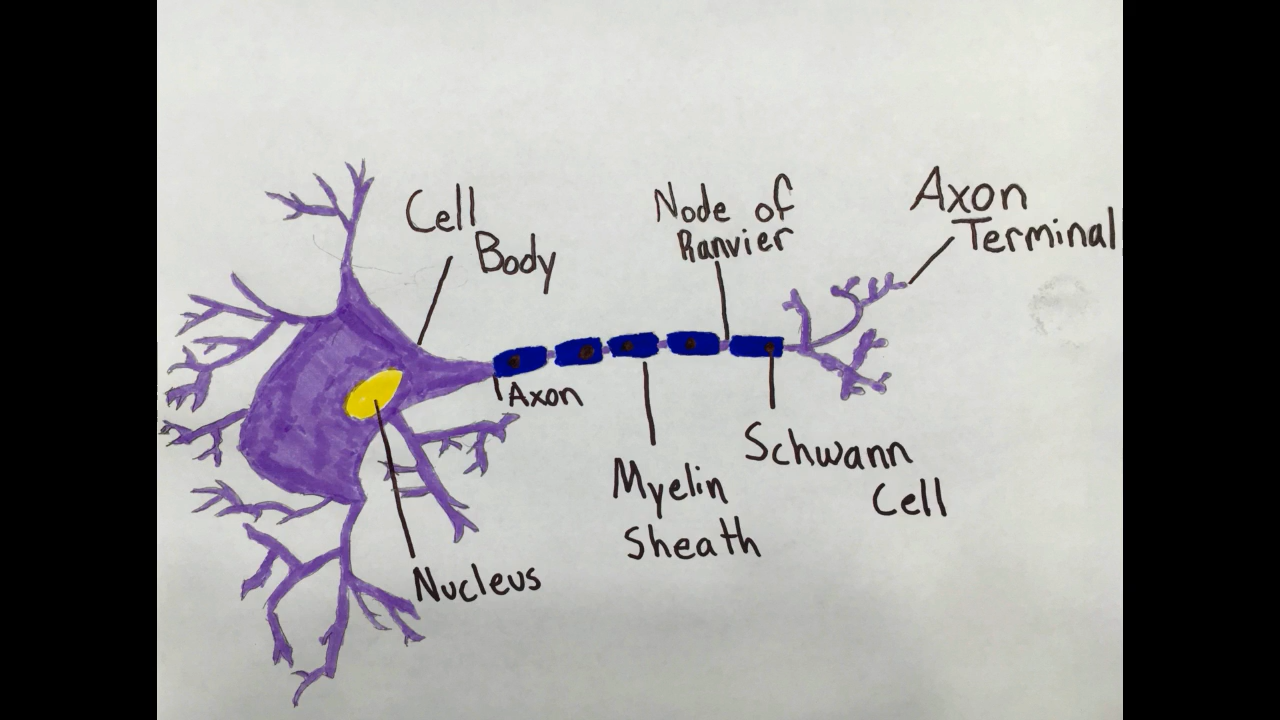 Cell
Body
Node of
Ranvier
Axon
Terminal
Axon
Myelin
Sheath
Schwann
Cell
Nucleus